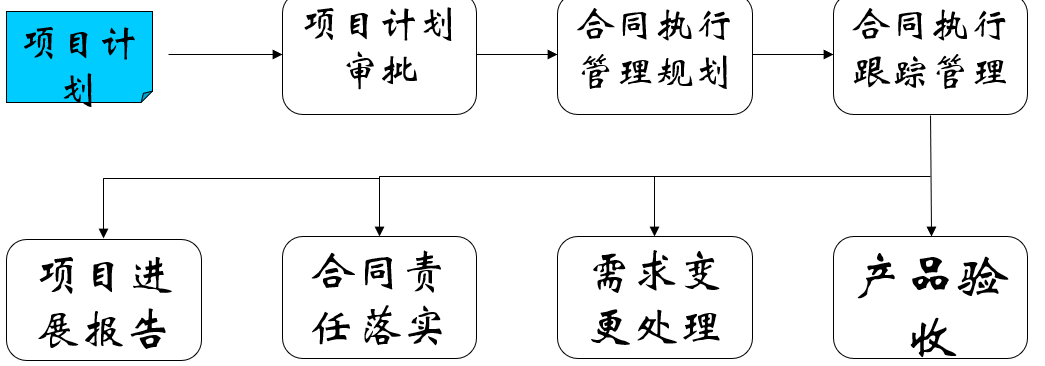 项目计
划
项目计划
审批
合同执行
管理规划
合同执行
跟踪管理
项目进
展报告
合同责
任落实
需求变
更处理
产品验
收